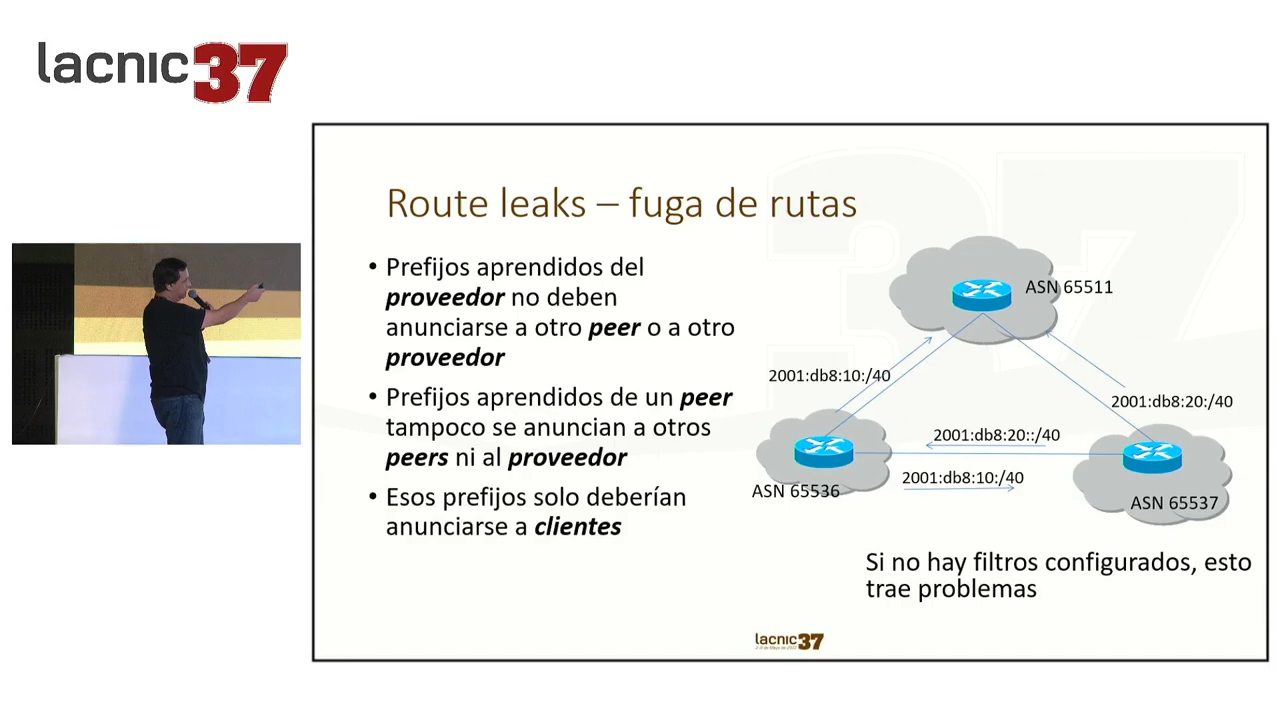 lacnic37
Route leaks – fuga de rutas
• Prefijos aprendidos del
proveedor no deben
anunciarse a otro peer o a otro
proveedor
• Prefijos aprendidos de un peer
tampoco se anuncian a otros
peers ni al proveedor
• Esos prefijos solo deberían
anunciarse a clientes
ASN 65511
2001:db8:10:/40
2001:db8:20:/40
2001:db8:20::/40
2001:db8:10:/40
ASN 65536
ASN 65537
Si no hay filtros configurados, esto
trae problemas
lacnic37